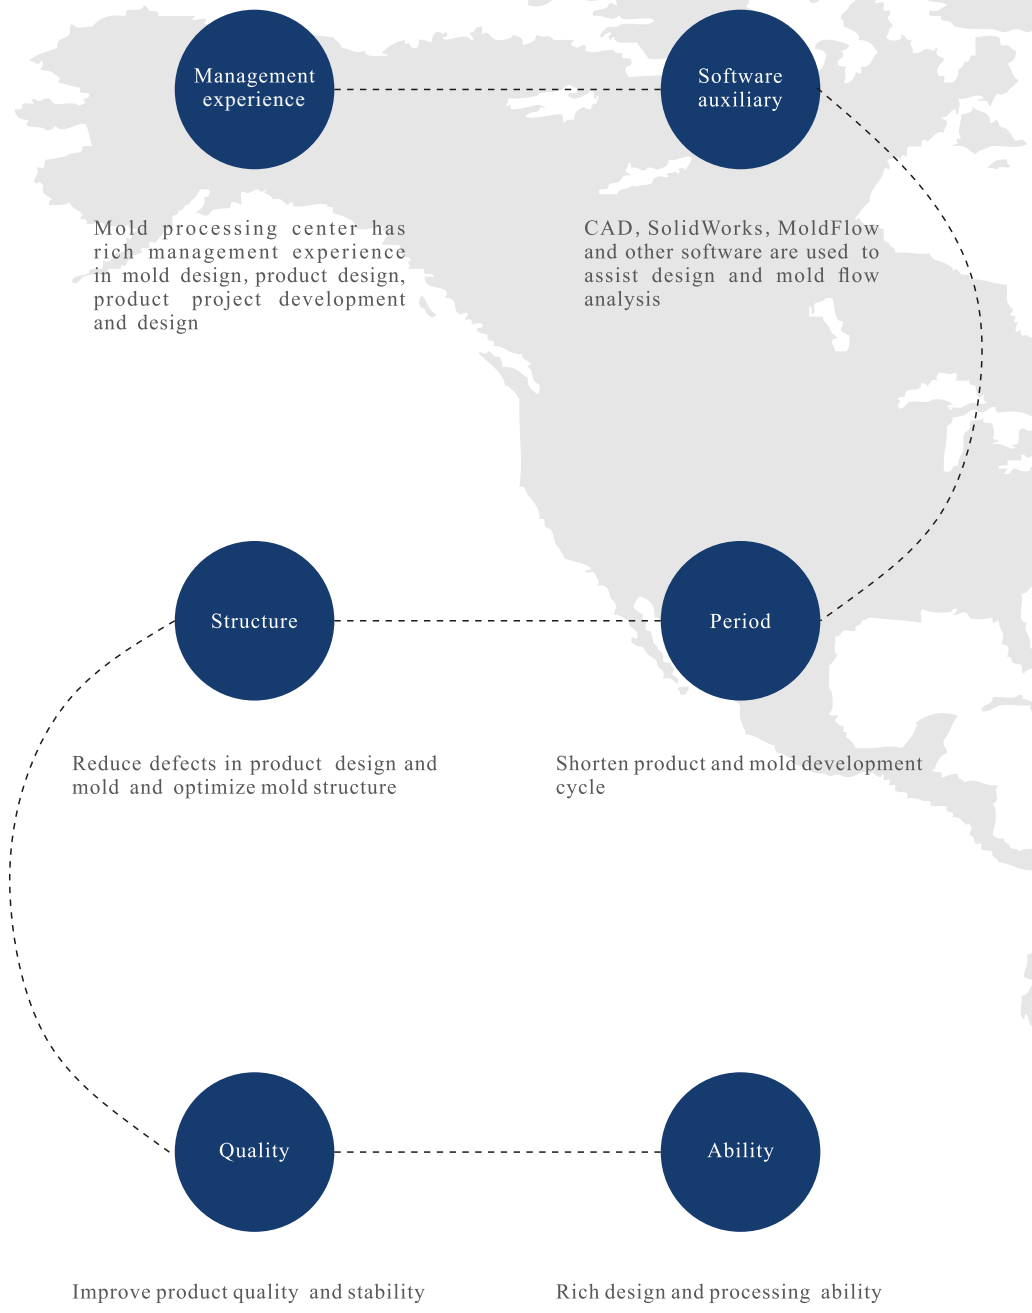 Management
experience
Mold processing center has
rich management experience
in mold design, product design,
product project development
and design
Software
auxiliary
CAD, SolidWorks, MoldFlow
and other software are used to
assist design and mold flow
analysis
Structure
Reduce defects in product design and
mold and optimize mold structure
Period
Shorten product and mold development
cycle
Quality
Improve product quality and stability
Ability
Rich design and processing ability